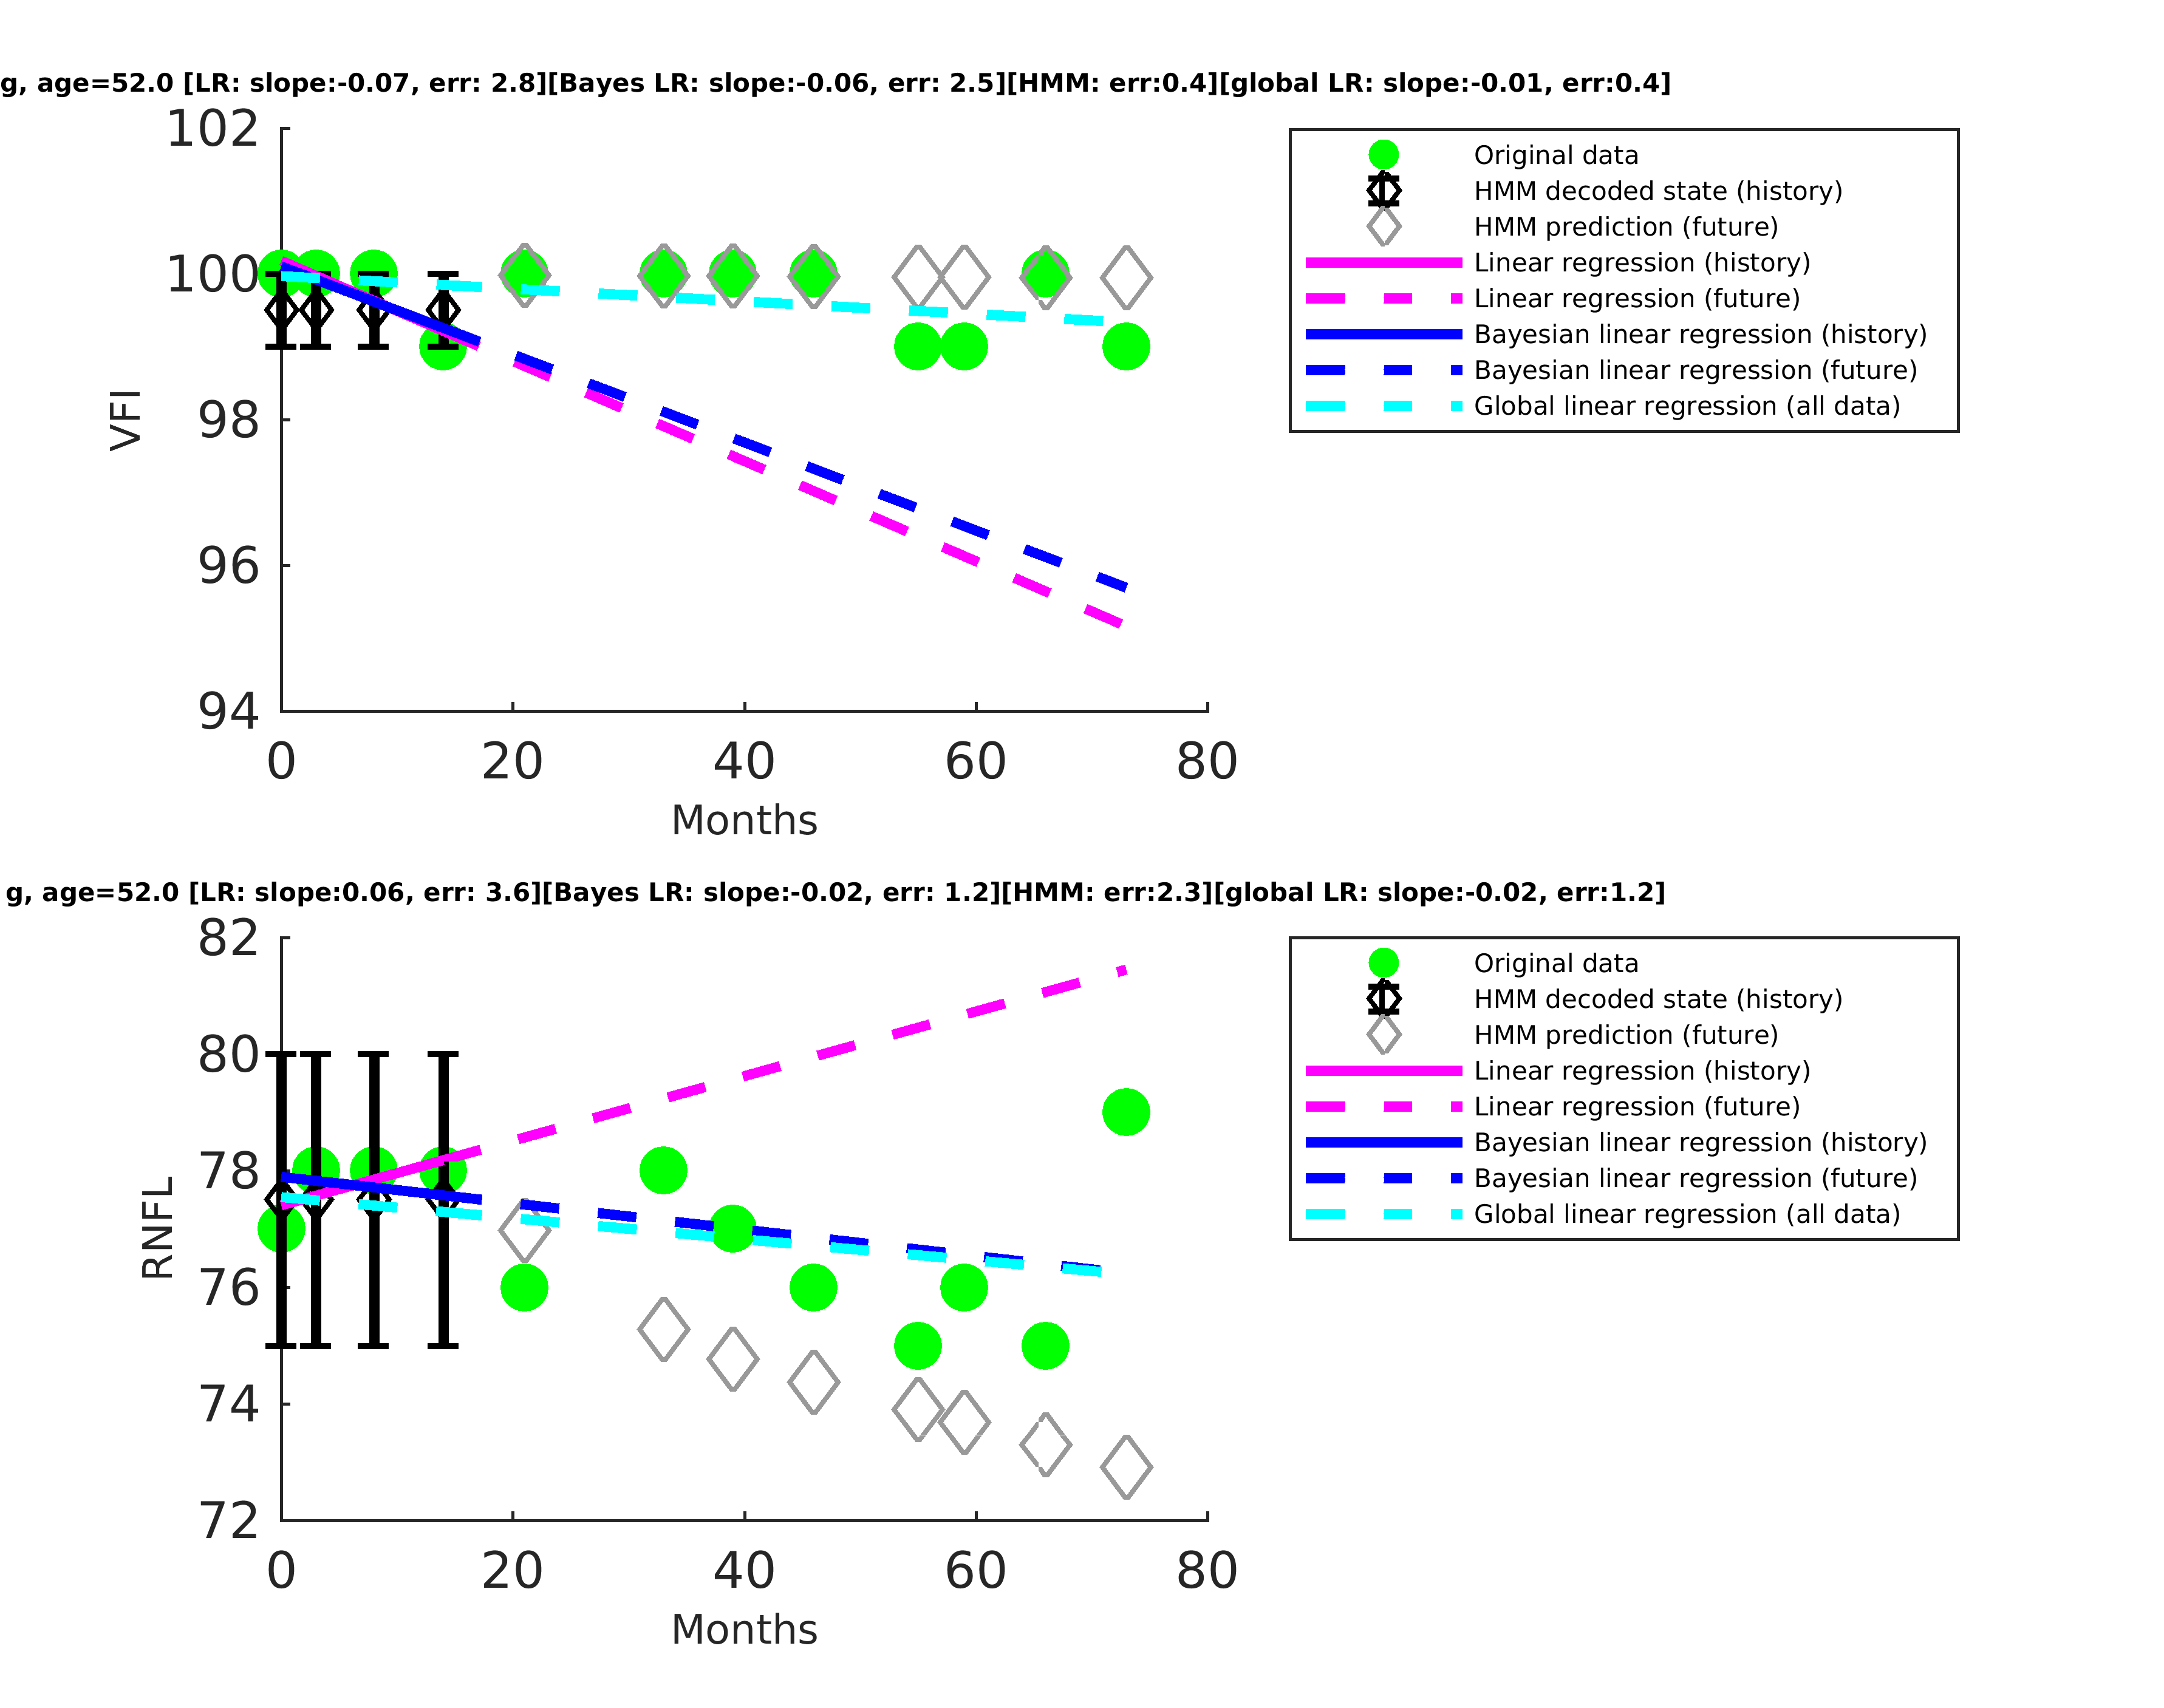 g, age=52.0 [LR: slope:-0.07, err: 2.8][Bayes LR: slope:-0.06, err: 2.5][HMM: err:0.4][global LR: slope:-0.01, err:0.4]
102
100
98
96
94
VFI
0 20 40 60 80
Months
Original data
HMM decoded state (history)
HMM prediction (future)
Linear regression (history)
Linear regression (future)
Bayesian linear regression (history)
Bayesian linear regression (future)
Global linear regression (all data)
g, age=52.0 [LR: slope:0.06, err: 3.6][Bayes LR: slope:-0.02, err: 1.2][HMM: err:2.3][global LR: slope:-0.02, err:1.2]
82
80
78
76
74
72
RNFL
0 20 40 60 80
Months
Original data
HMM decoded state (history)
HMM prediction (future)
Linear regression (history)
Linear regression (future)
Bayesian linear regression (history)
Bayesian linear regression (future)
Global linear regression (all data)